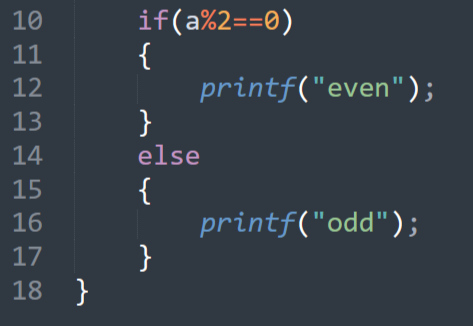 10 if(a%2==0)
11 {
12 printf("even");
13 }
14 else
15 {
16 printf("odd");
17 }
18 }